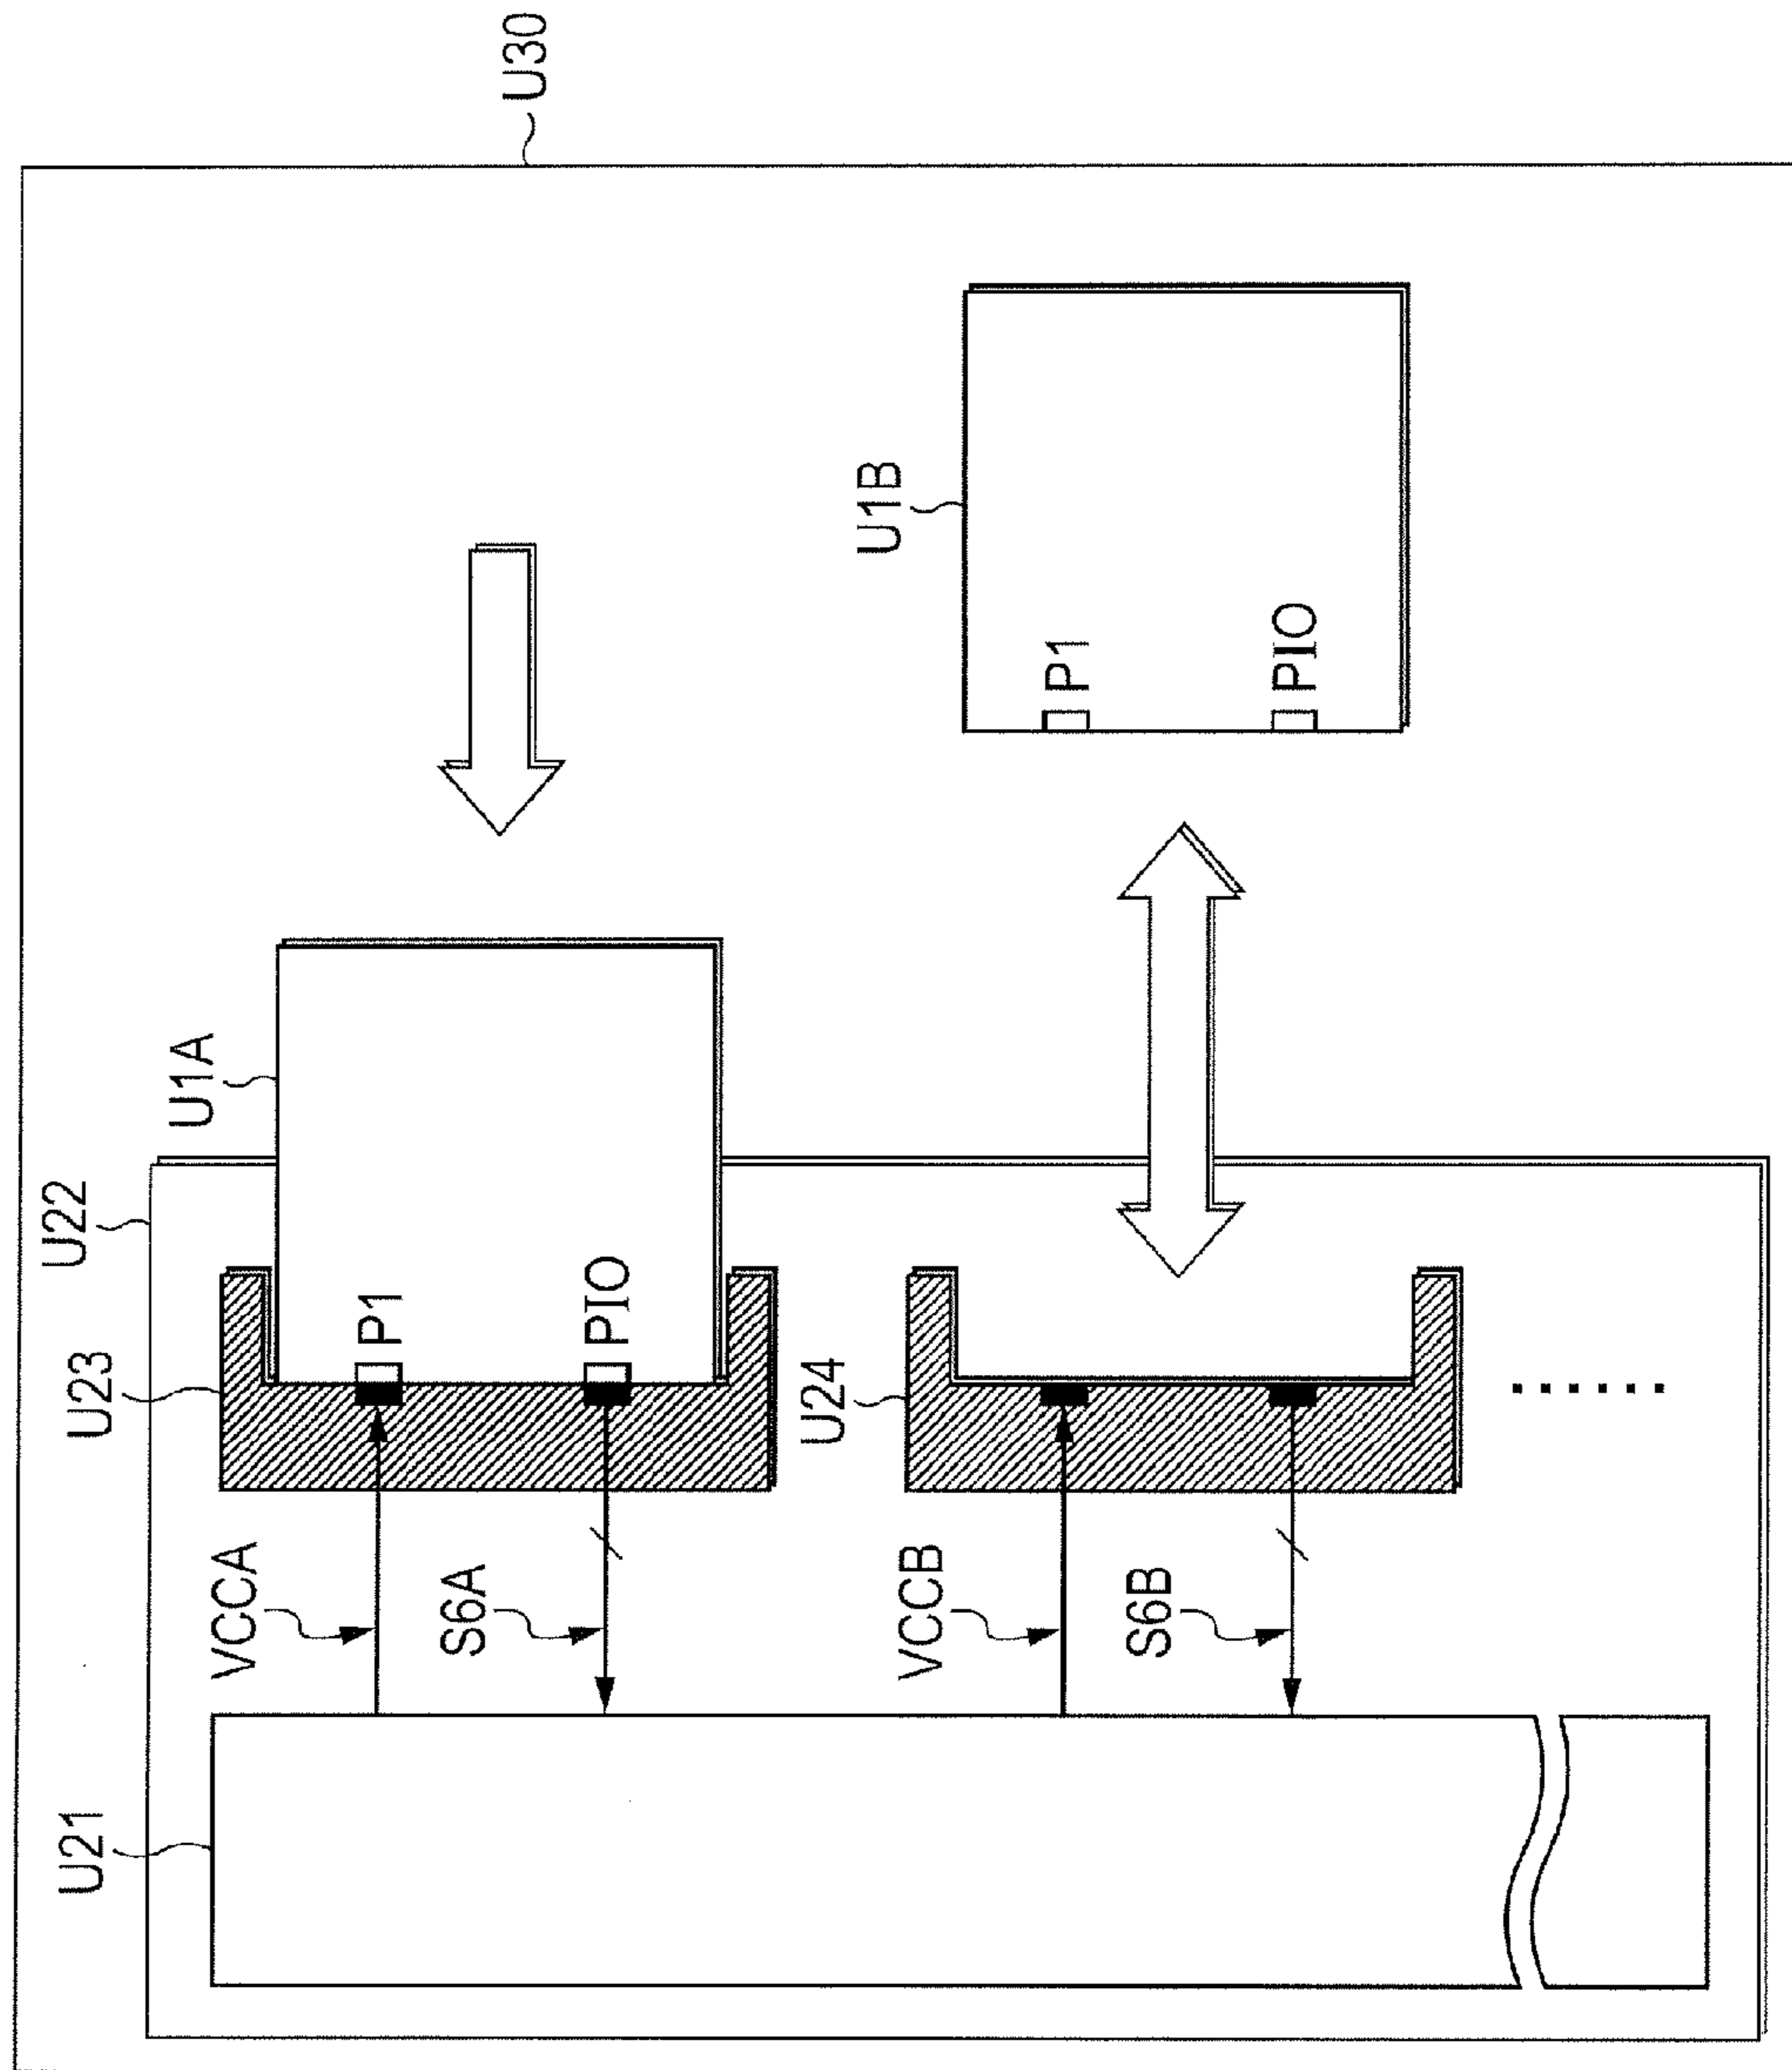 U30
U22
U1A
U23
P1
PIO
VCCA
S6A
U21
U1B
P1
PIO
U24
VCCB
S6B